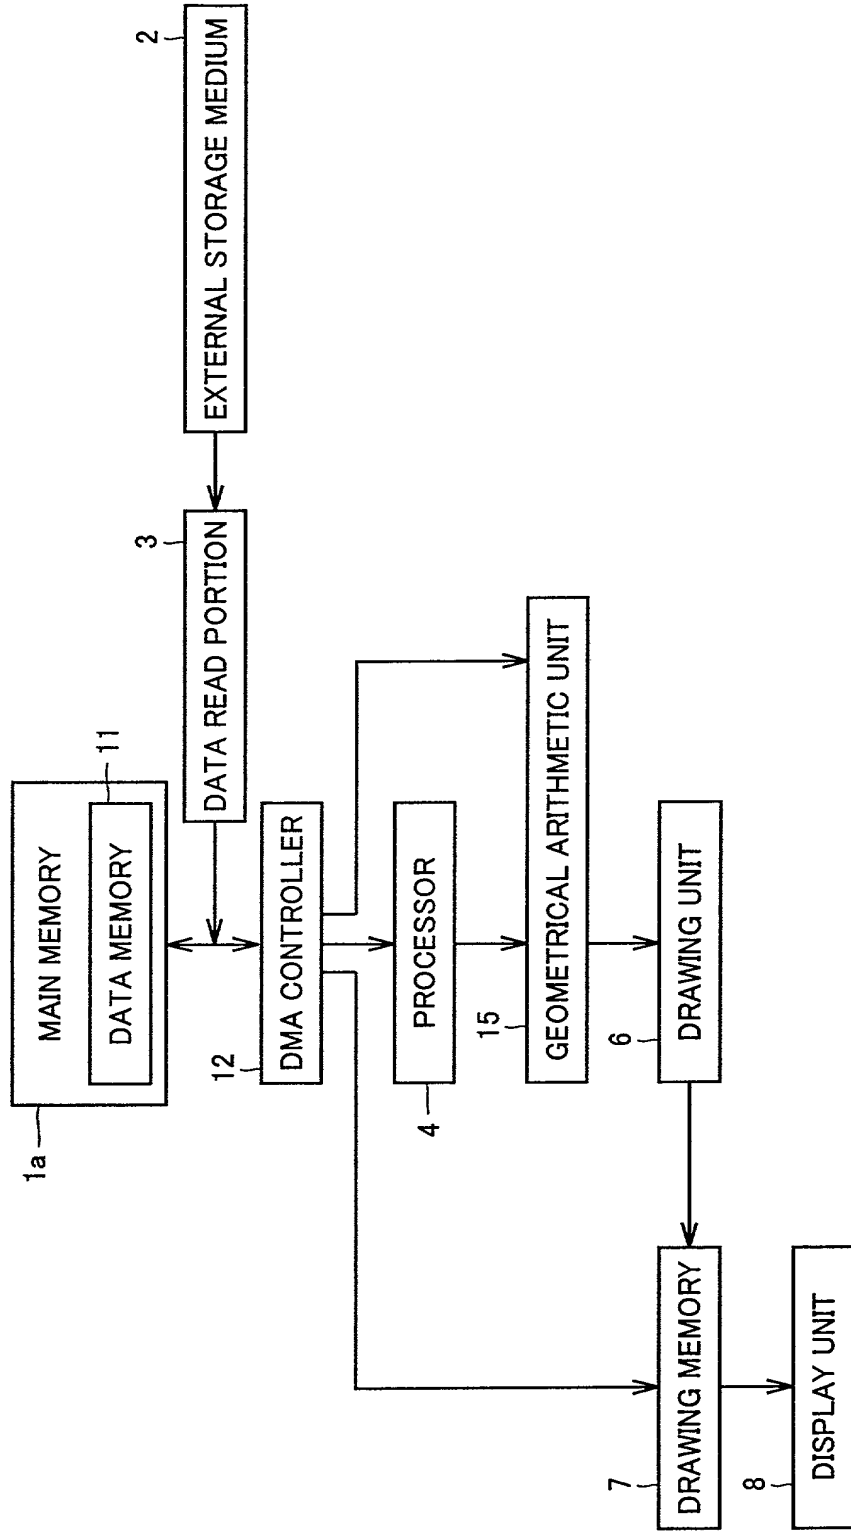 1a
MAIN MEMORY
DATA MEMORY
11
2
EXTERNAL STORAGE MEDIUM
3
DATA READ PORTION
12
DMA CONTROLLER
4
PROCESSOR
15
GEOMETRICAL ARITHMETIC UNIT
6
DRAWING UNIT
7
DRAWING MEMORY
8
DISPLAY UNIT